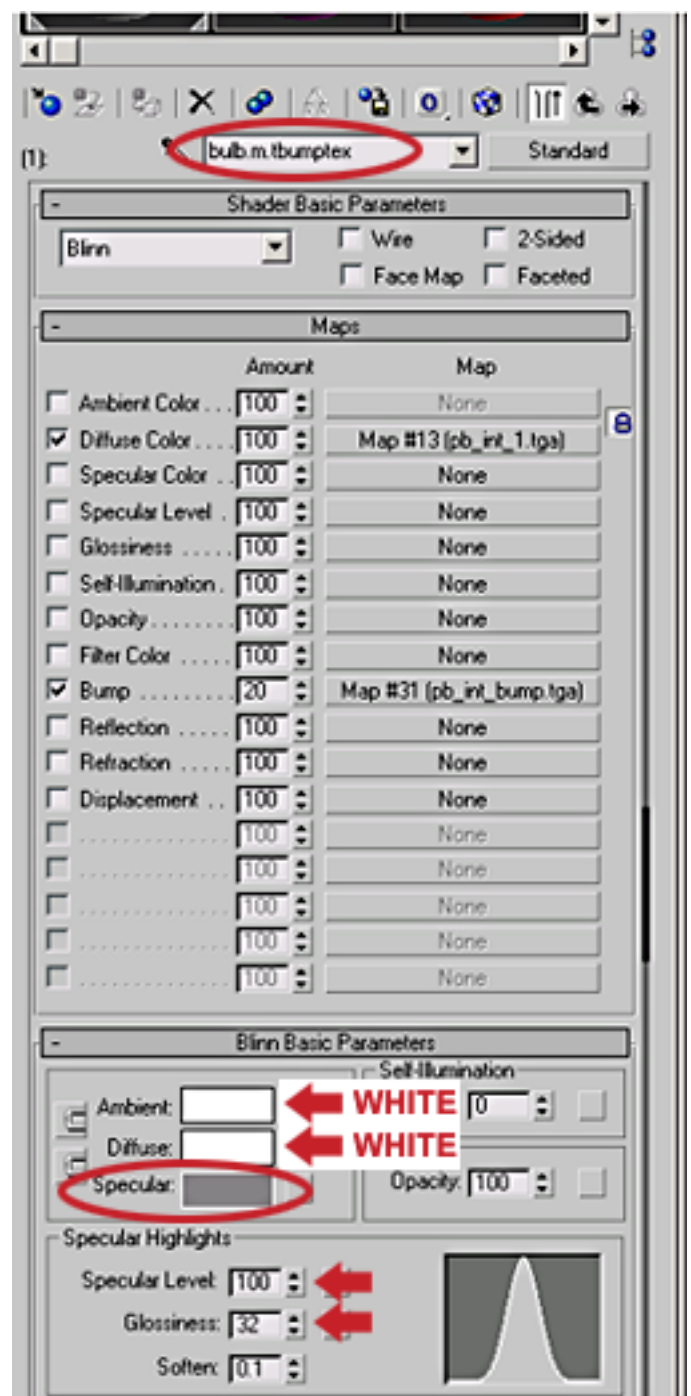 [1]: bulb.m.tbumptex Standard
- Shader Basic Parameters
Blinn Wire 2-Sided
Face Map Faceted
- Maps
Amount Map
Ambient Color . . . 100 None
Diffuse Color . . . . 100 Map #13 (pb_int_1.tga)
Specular Color . . 100 None
Specular Level . 100 None
Glossiness . . . . . 100 None
Self-Illumination . 100 None
Opacity . . . . . . . . 100 None
Filter Color . . . . . 100 None
Bump . . . . . . . . . 20 Map #31 (pb_int_bump.tga)
Reflection . . . . . 100 None
Refraction . . . . . 100 None
Displacement . . 100 None
. . . . . . . . . . . . . . 100 None
. . . . . . . . . . . . . . 100 None
. . . . . . . . . . . . . . 100 None
. . . . . . . . . . . . . . 100 None
. . . . . . . . . . . . . . 100 None
- Blinn Basic Parameters
Self-Illumination
Ambient: WHITE 0
Diffuse: WHITE
Specular: Opacity: 100
Specular Highlights
Specular Level: 100
Glossiness: 32
Soften: 0.1